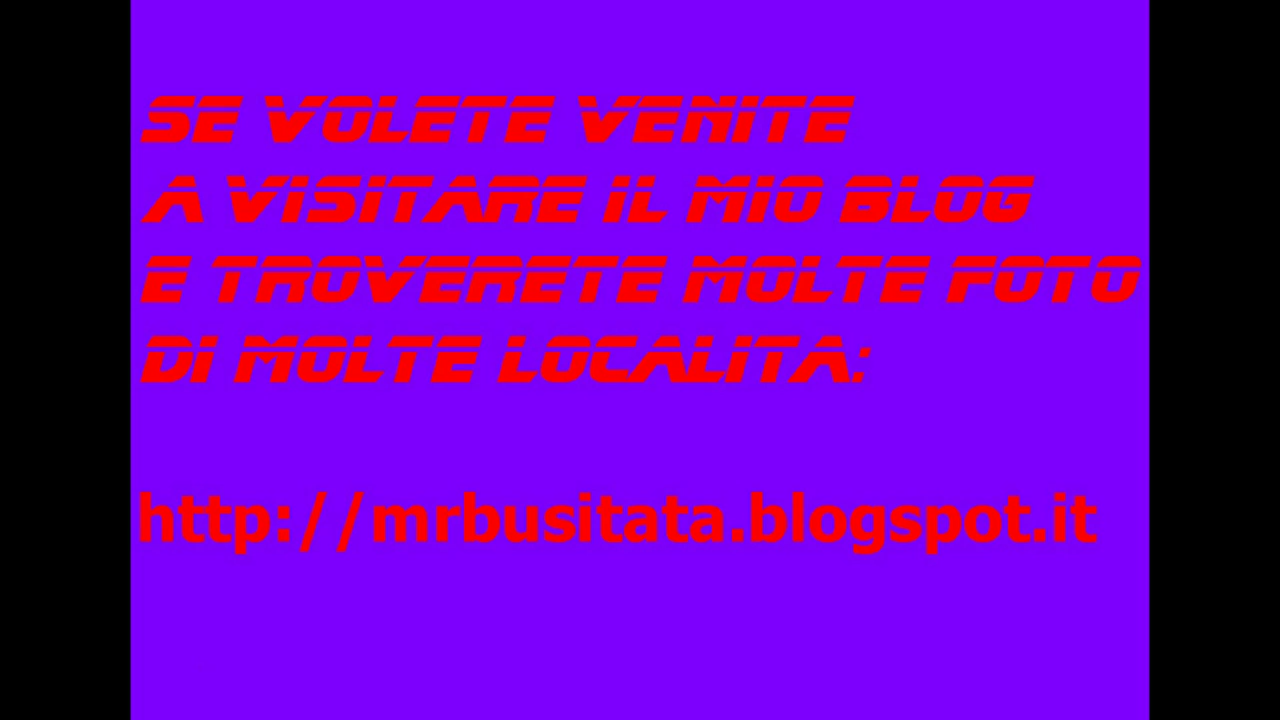 SE VOLETE VENITE
A VISITARE IL MIO BLOG
E TROVERETE MOLTE FOTO
DI MOLTE LOCALITA:
http://mrbusitata.blogspot.it